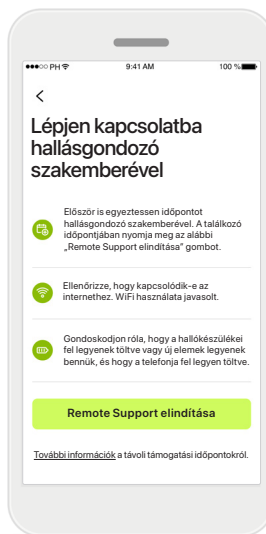 ●●●○○ PH 9:41 AM 100 %
Lépjen kapcsolatba
hallásgondozó
szakemberével
Először is egyeztessen időpontot
hallásgondozó szakemberével. A találkozó
időpontjában nyomja meg az alábbi
„Remote Support elindítása” gombot.
Ellenőrizze, hogy kapcsolódik-e az
internethez. WiFi használata javasolt.
Gondoskodjon róla, hogy a hallókészülékei
fel legyenek töltve vagy új elemek legyenek
bennük, és hogy a telefonja fel legyen töltve.
Remote Support elindítása
További információk a távoli támogatási időpontokról.